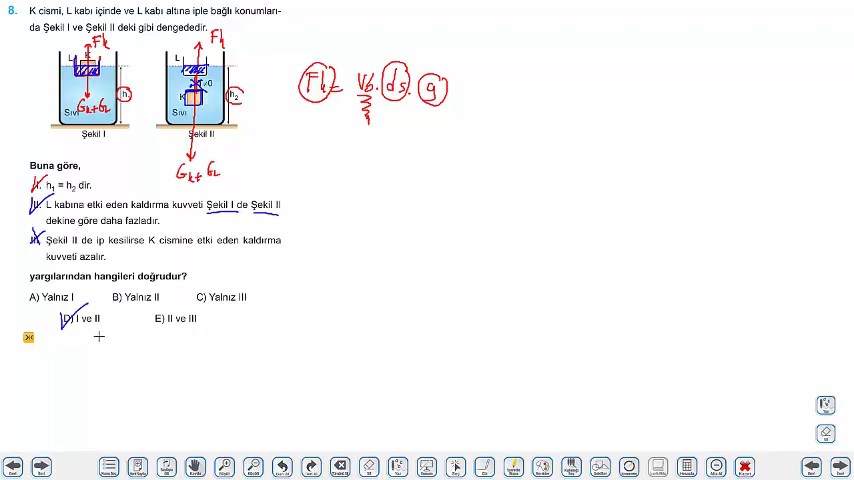 8. K cismi, L kabı içinde ve L kabı altına iple bağlı konumları-
da Şekil I ve Şekil II deki gibi dengededir.
Fk
Fk
L
K
L
K
h1
h2
Gk+GL
Sıvı
Sıvı
Şekil I
Şekil II
Gk+GL
Fk = Vb.ds.g
Buna göre,
I. h1 = h2 dir.
II. L kabına etki eden kaldırma kuvveti Şekil I de Şekil II
dekine göre daha fazladır.
III. Şekil II de ip kesilirse K cismine etki eden kaldırma
kuvveti azalır.
yargılarından hangileri doğrudur?
A) Yalnız I B) Yalnız II C) Yalnız III
D) I ve II E) II ve III